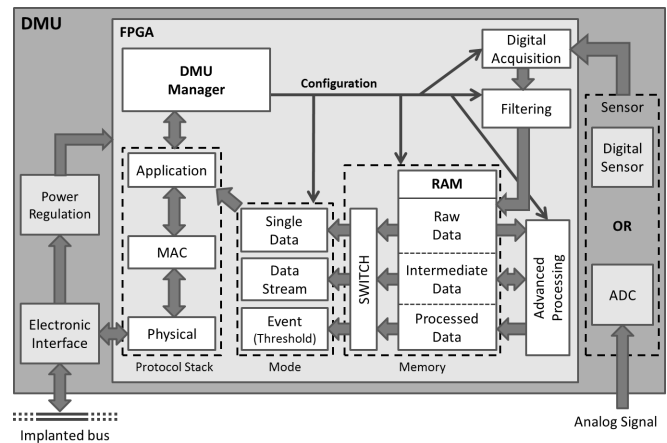 DMU
FPGA
DMU
Manager
Configuration
Digital
Acquisition
Filtering
Sensor
Digital
Sensor
OR
ADC
Analog Signal
Application
MAC
Physical
Protocol Stack
Power
Regulation
Electronic
Interface
Implanted bus
Single
Data
Data
Stream
Event
(Threshold)
Mode
SWITCH
RAM
Raw
Data
Intermediate
Data
Processed
Data
Memory
Advanced
Processing